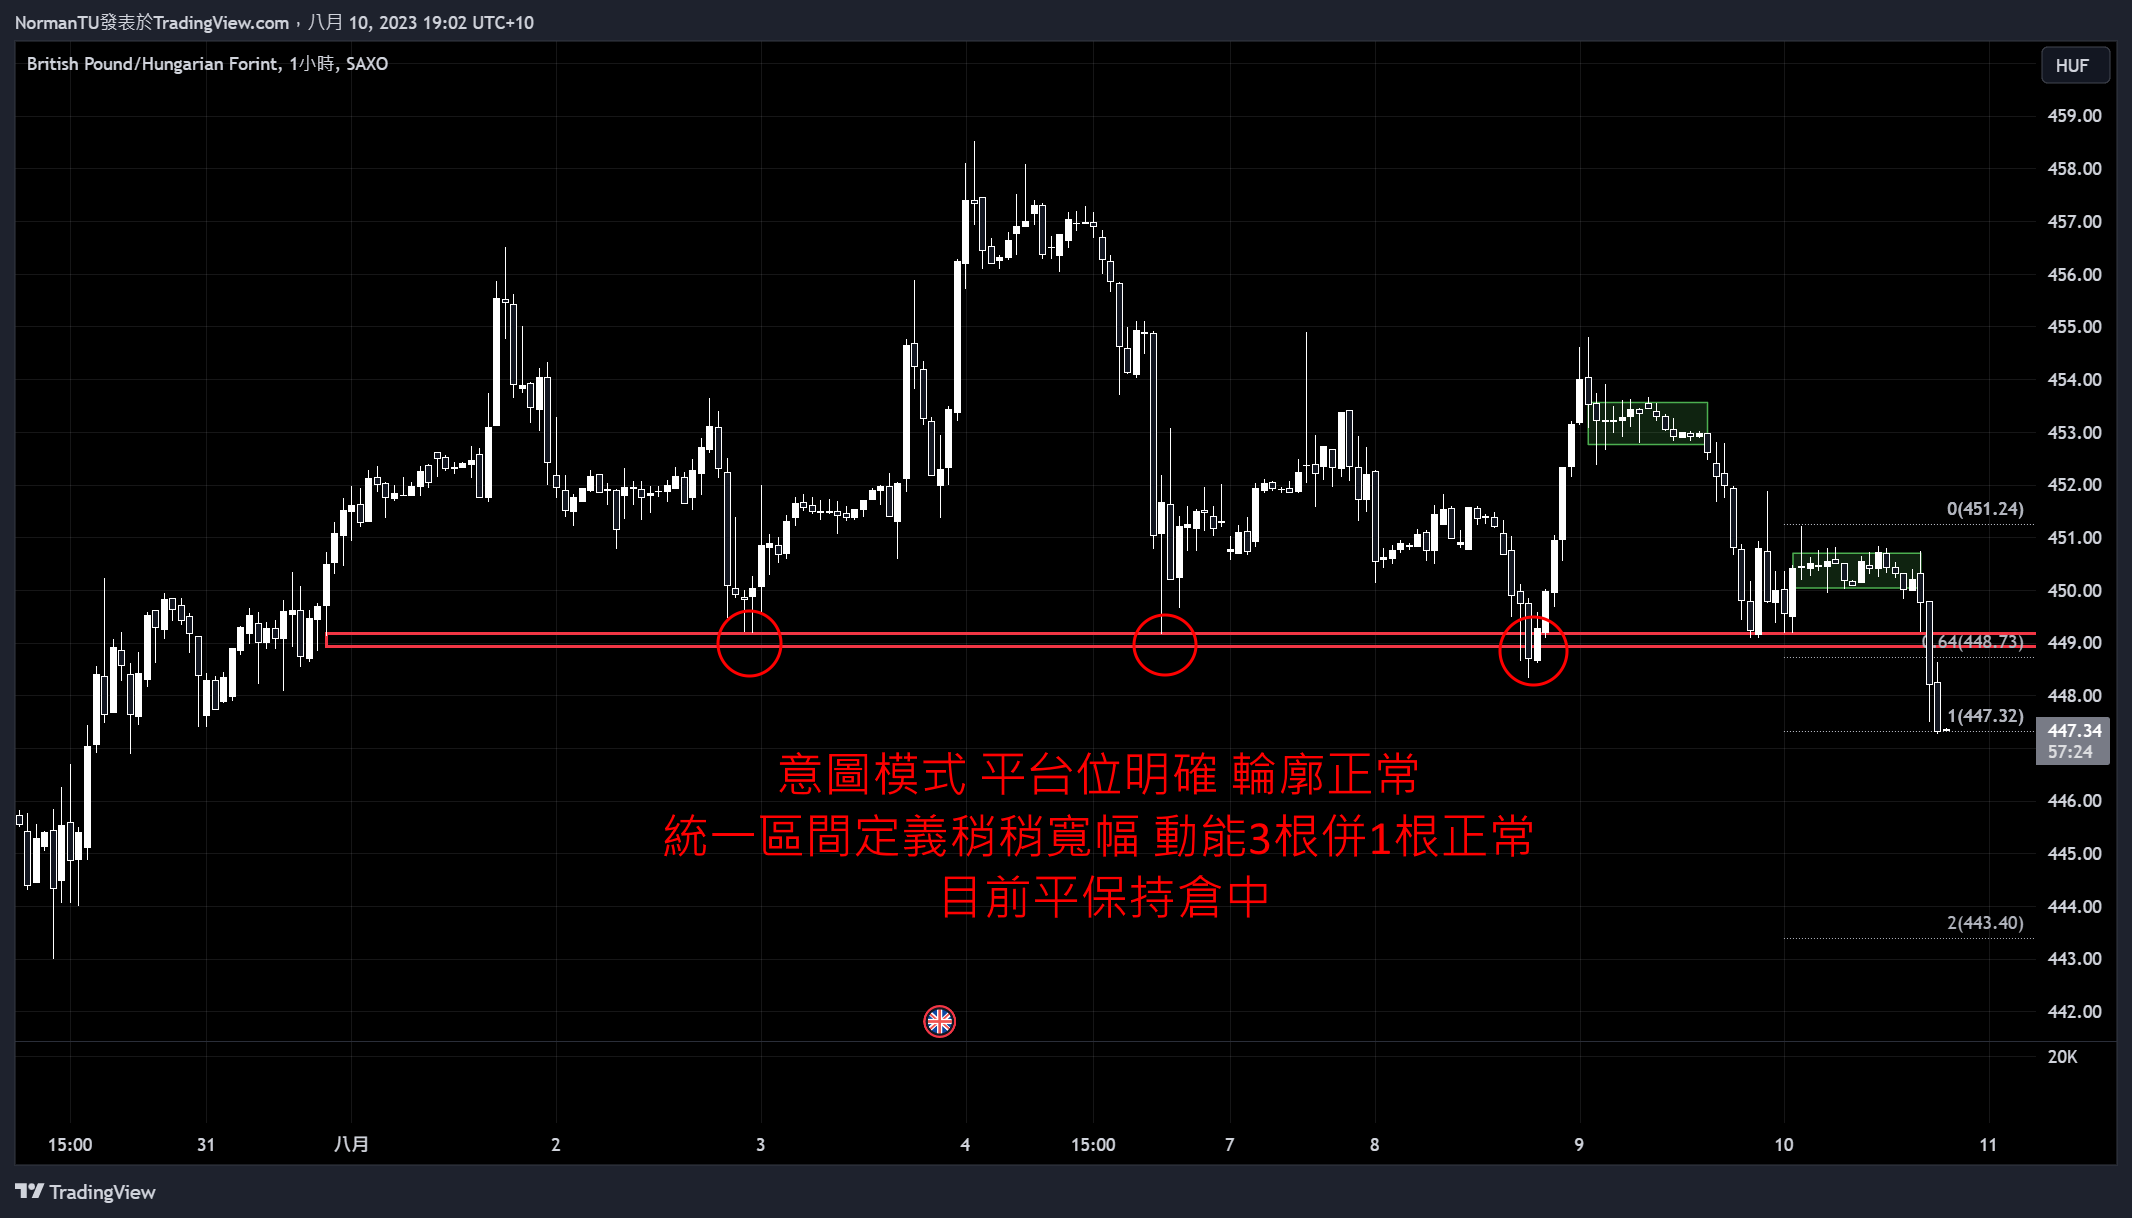 NormanTU發表於TradingView.com，八月 10, 2023 19:02 UTC+10
British Pound/Hungarian Forint, 1小時, SAXO
HUF
459.00
458.00
457.00
456.00
455.00
454.00
453.00
452.00
0(451.24)
451.00
450.00
449.00
0.64(448.73)
448.00
1(447.32)
447.34
57:24
意圖模式 平台位明確 輪廓正常
446.00
統一區間定義稍稍寬幅 動能3根併1根正常
445.00
目前平保持倉中
444.00
2(443.40)
443.00
442.00
20K
15:00 31 八月 2 3 4 15:00 7 8 9 10 11
TradingView